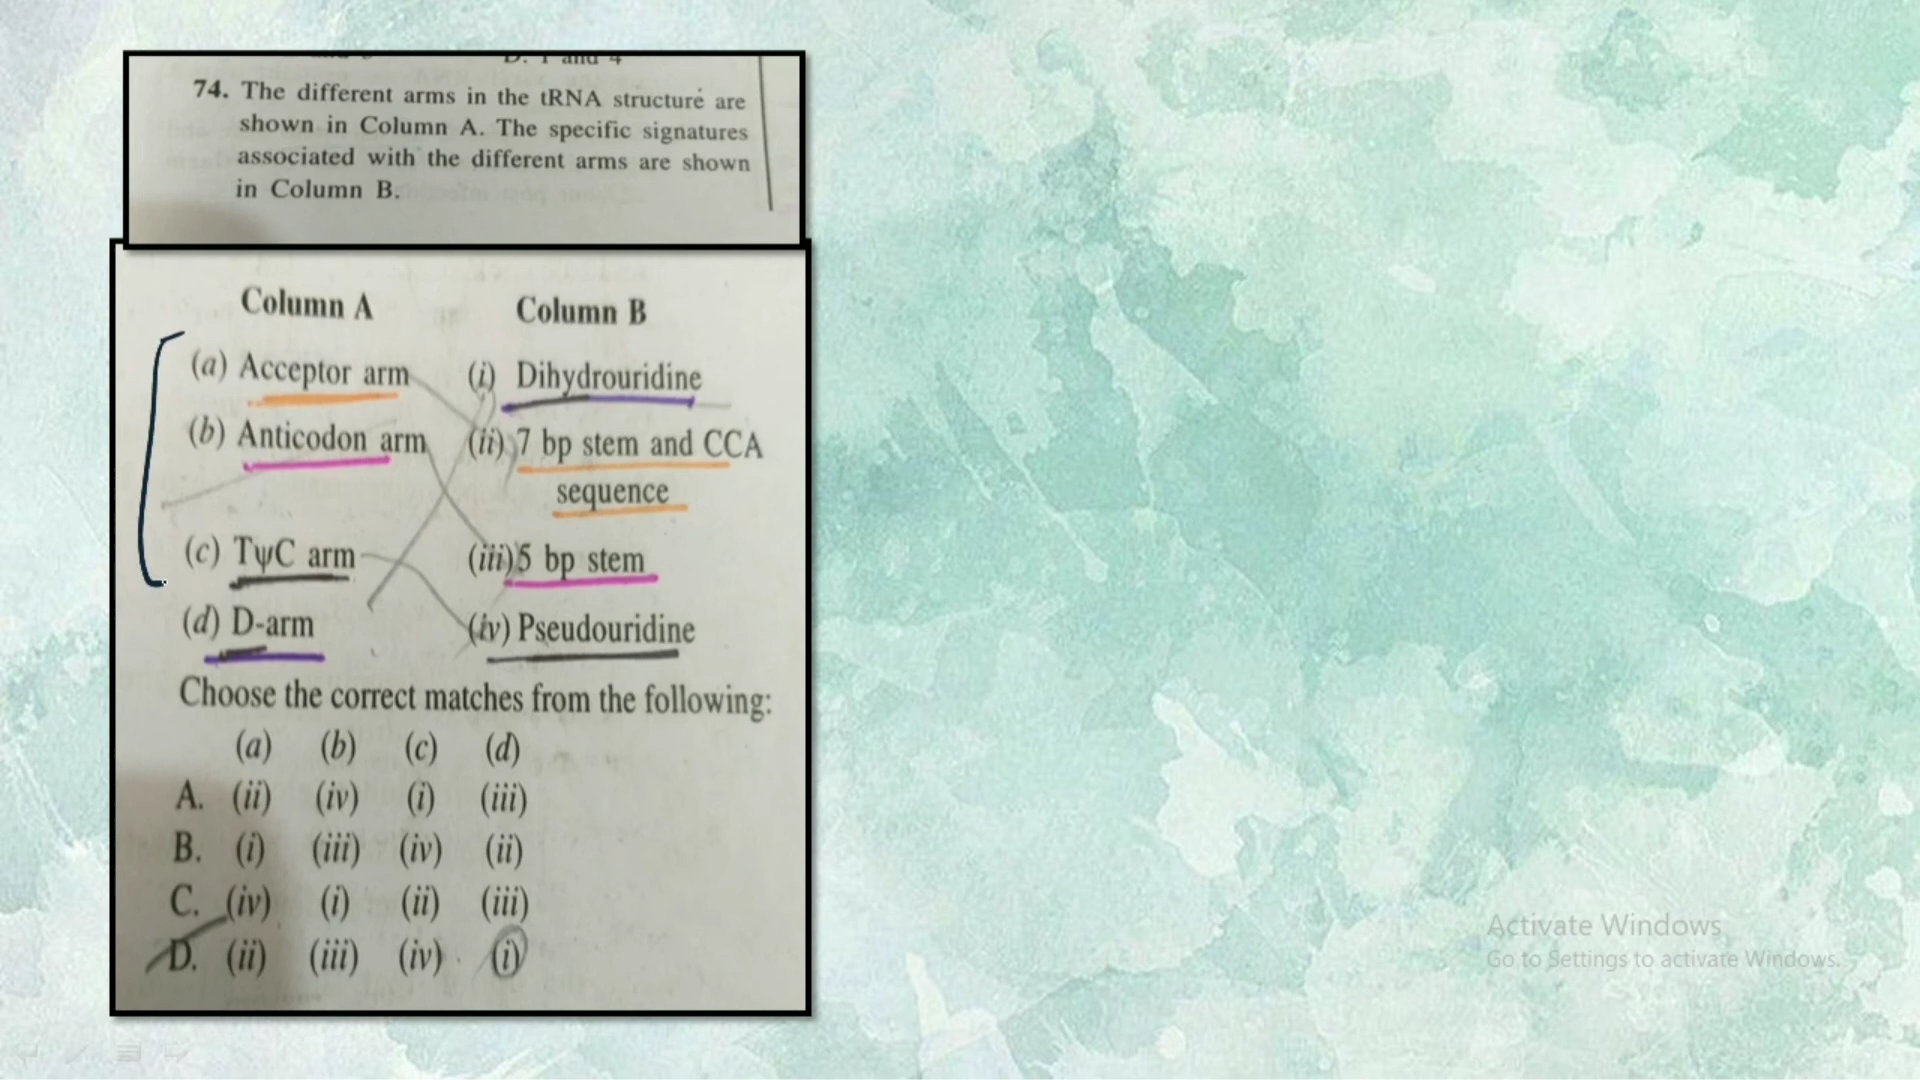 D. 1 and 4
74. The different arms in the tRNA structure are
shown in Column A. The specific signatures
associated with the different arms are shown
in Column B.
Column A Column B
(a) Acceptor arm (i) Dihydrouridine
(b) Anticodon arm (ii) 7 bp stem and CCA
sequence
(c) TψC arm (iii) 5 bp stem
(d) D-arm (iv) Pseudouridine
Choose the correct matches from the following:
(a) (b) (c) (d)
A. (ii) (iv) (i) (iii)
B. (i) (iii) (iv) (ii)
C. (iv) (i) (ii) (iii)
D. (ii) (iii) (iv) (i)
Activate Windows
Go to Settings to activate Windows.